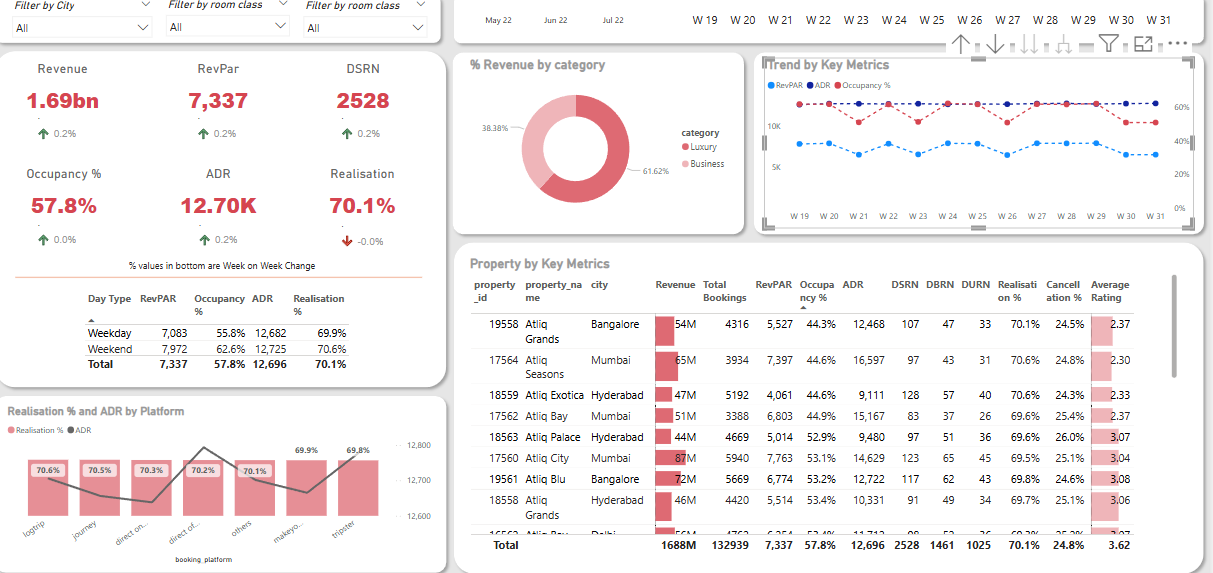 Filter by City
Filter by room class
Filter by room class
All
All
All
May 22 Jun 22 Jul 22
W 19 W 20 W 21 W 22 W 23 W 24 W 25 W 26 W 27 W 28 W 29 W 30 W 31
Revenue RevPar DSRN
1.69bn 7,337 2528
0.2% 0.2% 0.2%
Occupancy % ADR Realisation
57.8% 12.70K 70.1%
0.0% 0.2% -0.0%
% values in bottom are Week on Week Change
Day Type RevPAR Occupancy % ADR Realisation %
Weekday 7,083 55.8% 12,682 69.9%
Weekend 7,972 62.6% 12,725 70.6%
Total 7,337 57.8% 12,696 70.1%
Realisation % and ADR by Platform
Realisation % ADR
70.6% 70.5% 70.3% 70.2% 70.1% 69.9% 69.8%
12,800
12,700
12,600
logtrip journey direct on... direct of... others makeyo... tripster
booking_platform
% Revenue by category
38.38%
61.62%
category
Luxury
Business
Trend by Key Metrics
RevPAR ADR Occupancy %
10K
5K
60%
40%
20%
0%
W 19 W 20 W 21 W 22 W 23 W 24 W 25 W 26 W 27 W 28 W 29 W 30 W 31
Property by Key Metrics
property property_na city Revenue Total RevPAR Occupa ADR DSRN DBRN DURN Realisati Cancell Average
_id me Bookings ncy % on % ation % Rating
19558 Atliq Bangalore 54M 4316 5,527 44.3% 12,468 107 47 33 70.1% 24.5% 2.37
Grands
17564 Atliq Mumbai 65M 3934 7,397 44.6% 16,597 97 43 31 70.6% 24.8% 2.30
Seasons
18559 Atliq Exotica Hyderabad 47M 5192 4,061 44.6% 9,111 128 57 40 70.6% 24.3% 2.33
17562 Atliq Bay Mumbai 51M 3388 6,803 44.9% 15,167 83 37 26 69.6% 25.4% 2.37
18563 Atliq Palace Hyderabad 44M 4669 5,014 52.9% 9,480 97 51 36 69.6% 26.0% 3.07
17560 Atliq City Mumbai 87M 5940 7,763 53.1% 14,629 123 65 45 69.5% 25.1% 3.04
19561 Atliq Blu Bangalore 72M 5669 6,774 53.2% 12,722 117 62 43 69.8% 24.6% 3.08
18558 Atliq Hyderabad 46M 4420 5,514 53.4% 10,331 91 49 34 69.7% 25.1% 3.06
Grands
Total 1688M 132939 7,337 57.8% 12,696 2528 1461 1025 70.1% 24.8% 3.62